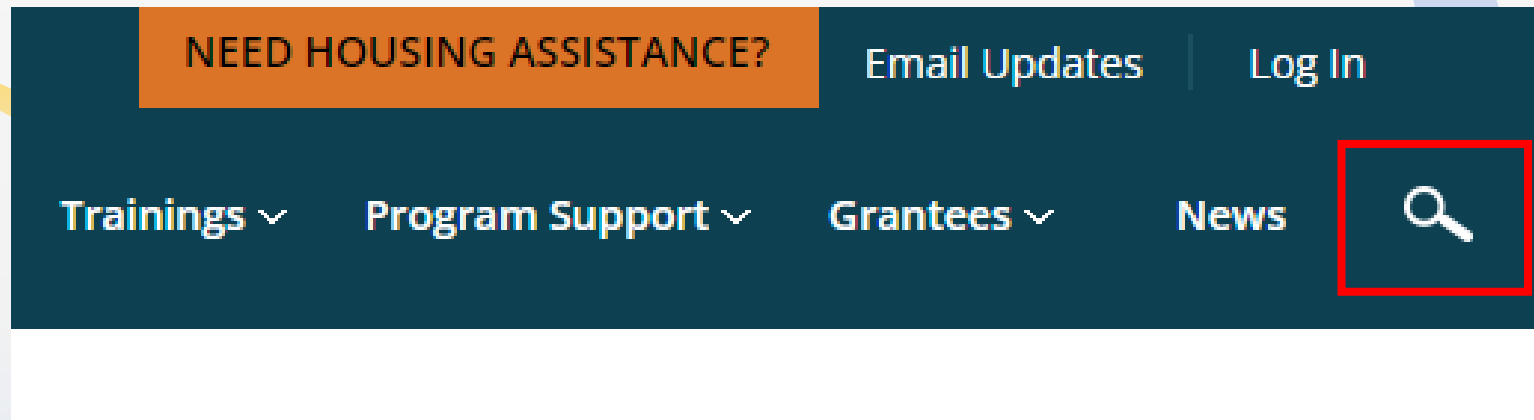 NEED HOUSING ASSISTANCE? Email Updates Log In
Trainings Program Support Grantees News